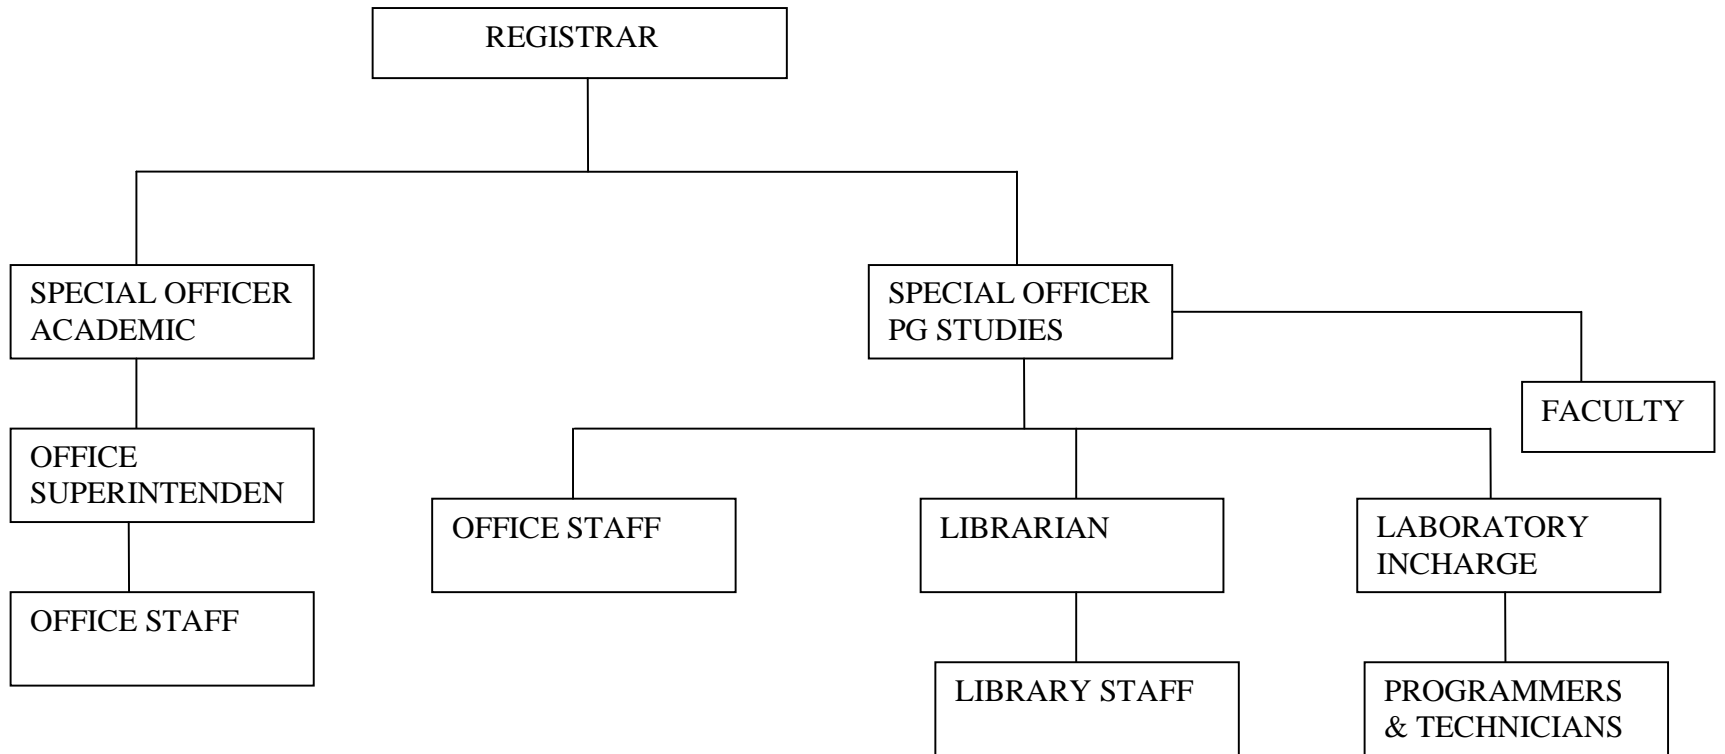 REGISTRAR
SPECIAL OFFICER
ACADEMIC
SPECIAL OFFICER
PG STUDIES
FACULTY
OFFICE
SUPERINTENDEN
OFFICE STAFF
LIBRARIAN
LABORATORY
INCHARGE
OFFICE STAFF
LIBRARY STAFF
PROGRAMMERS
& TECHNICIANS